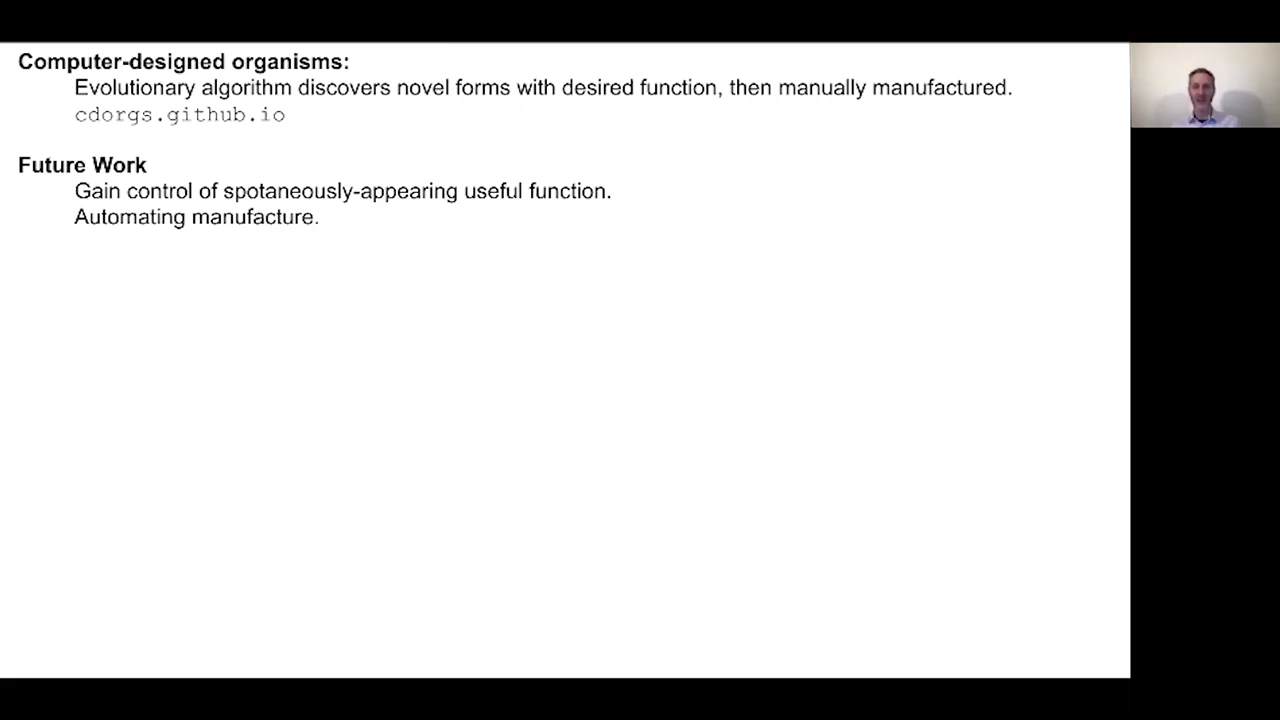 Computer-designed organisms:
Evolutionary algorithm discovers novel forms with desired function, then manually manufactured.
cdorgs.github.io
Future Work
Gain control of spotaneously-appearing useful function.
Automating manufacture.